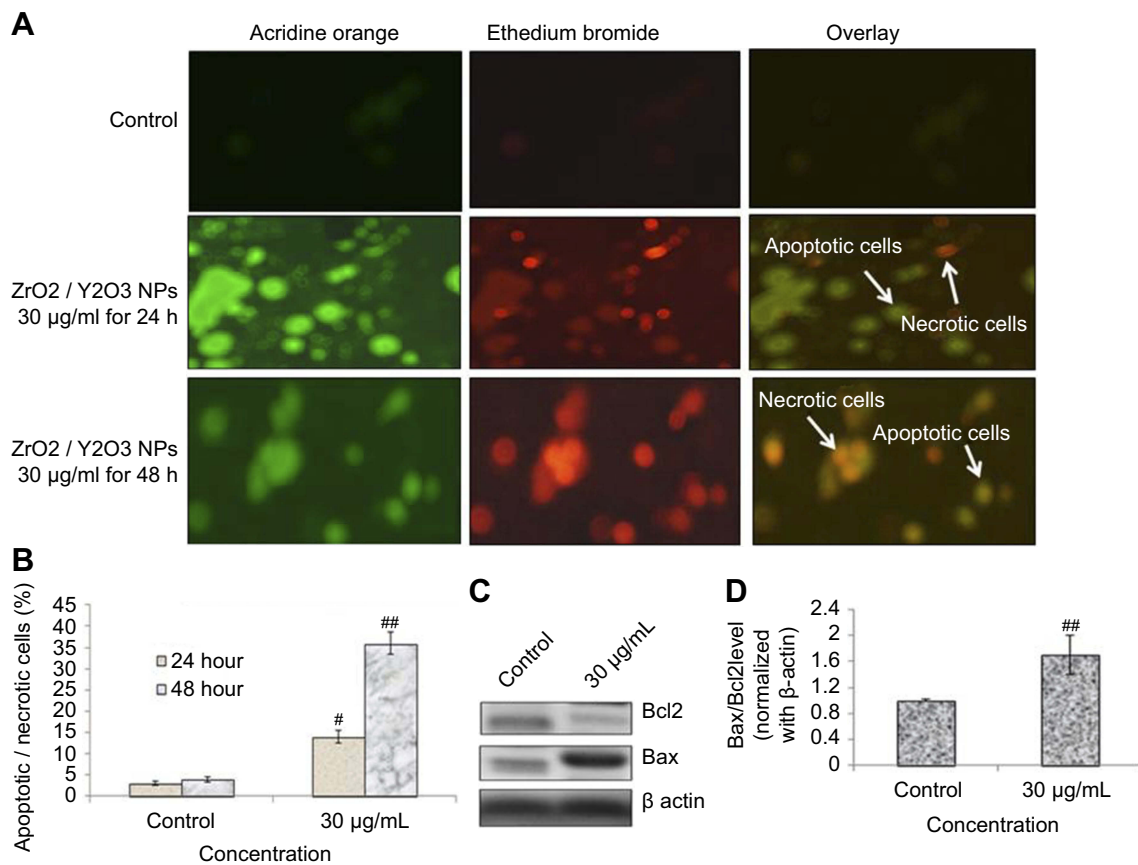 A
Acridine orange
Ethedium bromide
Overlay
Control
ZrO2 / Y2O3 NPs
30 µg/ml for 24 h
Apoptotic cells
Necrotic cells
ZrO2 / Y2O3 NPs
30 µg/ml for 48 h
Necrotic cells
Apoptotic cells
B
Apoptotic / necrotic cells (%)
45
40
35
30
25
20
15
10
5
0
24 hour
48 hour
#
##
Control
30 µg/mL
Concentration
C
Control
30 µg/mL
Bcl2
Bax
β actin
D
Bax/Bcl2level
(normalized
with β-actin)
2.4
2
1.6
1.2
0.8
0.4
0
##
Control
30 µg/mL
Concentration